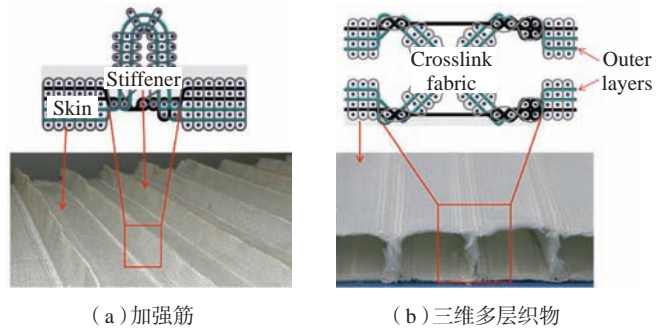 Stiffener
Skin
Crosslink
fabric
Outer
layers
(a)加强筋
(b)三维多层织物